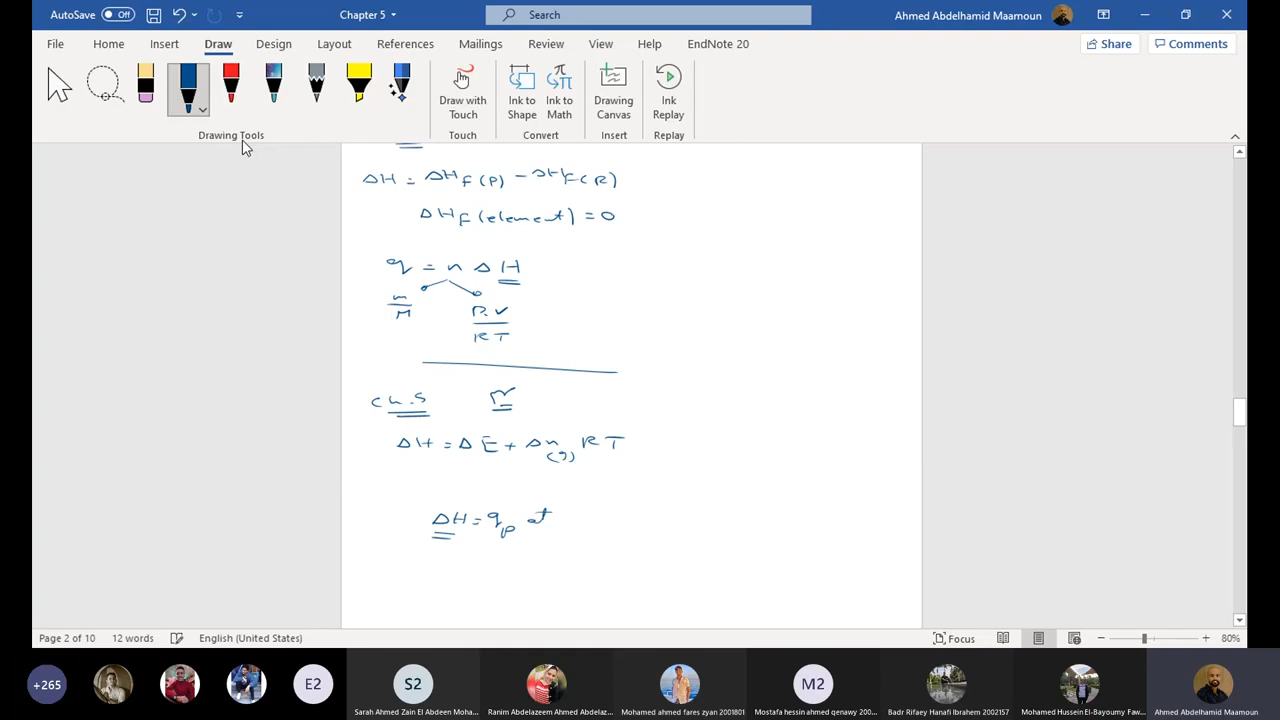 AutoSave Off Chapter 5 Search Ahmed Abdelhamid Maamoun
File Home Insert Draw Design Layout References Mailings Review View Help EndNote 20 Share Comments
Draw with Touch Ink to Shape Ink to Math Drawing Canvas Ink Replay
Drawing Tools Touch Convert Insert Replay
ΔH = ΔHF(P) - ΔHF(R)
ΔHF(element) = 0
q = n ΔH
m/M P.V/RT
Ch.5
ΔH = ΔE + Δn(g) RT
ΔH = qp at
Page 2 of 10 12 words English (United States) Focus 80%
+265 E2 S2 M2
Sarah Ahmed Zain El Abdeen Moha... Ranim Abdelazeem Ahmed Abdelaz... Mohamed ahmed fares zyan 2001801 Mostafa hessin ahmed qenawy 200... Badr Rifaey Hanafi Ibrahem 2002157 Mohamed Hussein El-Bayoumy Faw... Ahmed Abdelhamid Maamoun